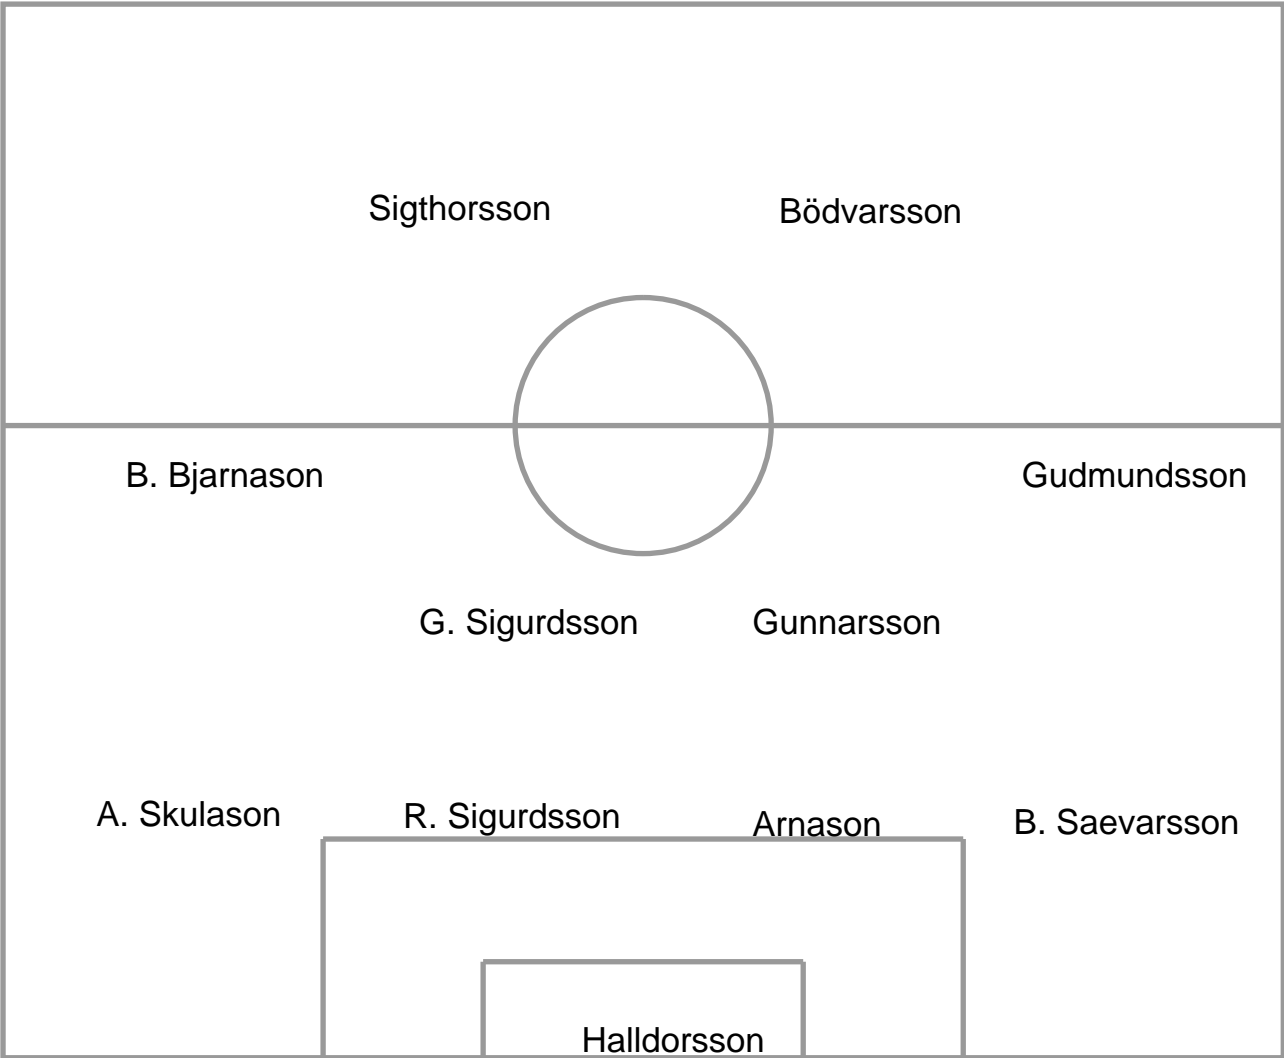 Sigthorsson
Bödvarsson
B. Bjarnason
Gudmundsson
G. Sigurdsson
Gunnarsson
A. Skulason
R. Sigurdsson
Arnason
B. Saevarsson
Halldorsson